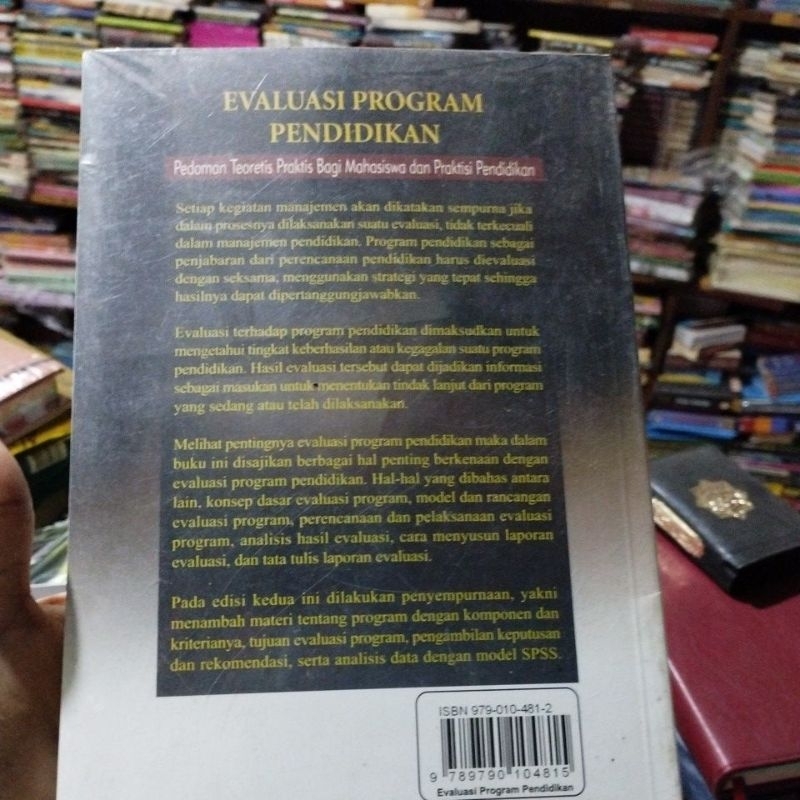 EVALUASI PROGRAM
PENDIDIKAN
Pedoman Teoretis Praktis Bagi Mahasiswa dan Praktisi Pendidikan
Setiap kegiatan manajemen akan dikatakan sempurna jika
dalam prosesnya dilaksanakan suatu evaluasi, tidak terkecuali
dalam manajemen pendidikan. Program pendidikan sebagai
penjabaran dari perencanaan pendidikan harus dievaluasi
dengan seksama, menggunakan strategi yang tepat sehingga
hasilnya dapat dipertanggungjawabkan.
Evaluasi terhadap program pendidikan dimaksudkan untuk
mengetahui tingkat keberhasilan atau kegagalan suatu program
pendidikan. Hasil evaluasi tersebut dapat dijadikan informasi
sebagai masukan untuk menentukan tindak lanjut dari program
yang sedang atau telah dilaksanakan.
Melihat pentingnya evaluasi program pendidikan maka dalam
buku ini disajikan berbagai hal penting berkenaan dengan
evaluasi program pendidikan. Hal-hal yang dibahas antara
lain, konsep dasar evaluasi program, model dan rancangan
evaluasi program, perencanaan dan pelaksanaan evaluasi
program, analisis hasil evaluasi, cara menyusun laporan
evaluasi, dan tata tulis laporan evaluasi.
Pada edisi kedua ini dilakukan penyempurnaan, yakni
menambah materi tentang program dengan komponen dan
kriterianya, tujuan evaluasi program, pengambilan keputusan
dan rekomendasi, serta analisis data dengan model SPSS.
ISBN 979-010-481-2
9 789790 104815
Evaluasi Program Pendidikan